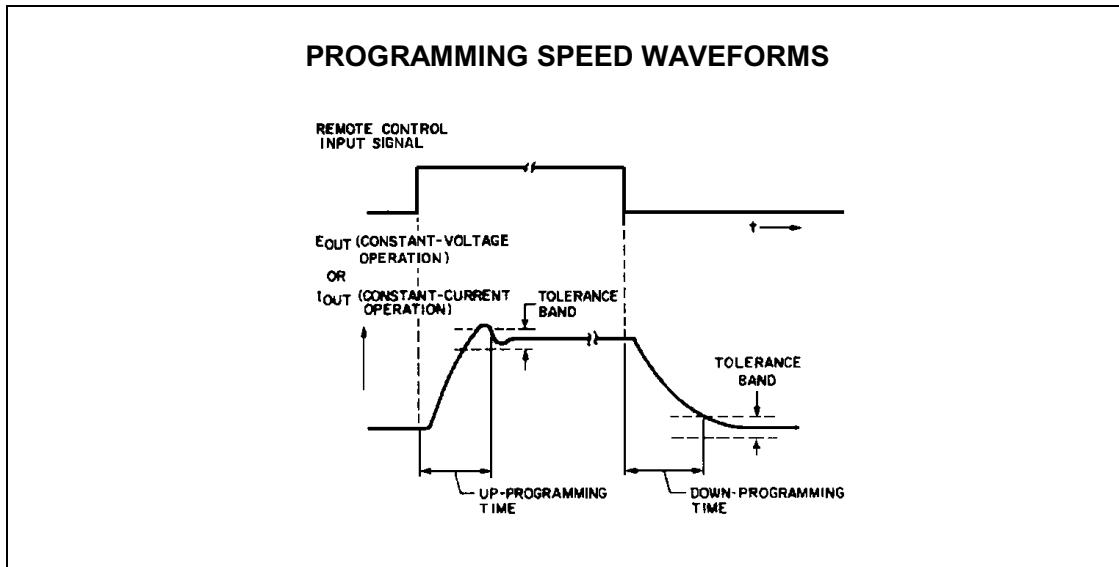 PROGRAMMING SPEED WAVEFORMS
REMOTE CONTROL
INPUT SIGNAL
t
EOUT (CONSTANT-VOLTAGE
OPERATION)
OR
IOUT (CONSTANT-CURRENT
OPERATION)
TOLERANCE
BAND
TOLERANCE
BAND
UP-PROGRAMMING
TIME
DOWN-PROGRAMMING
TIME